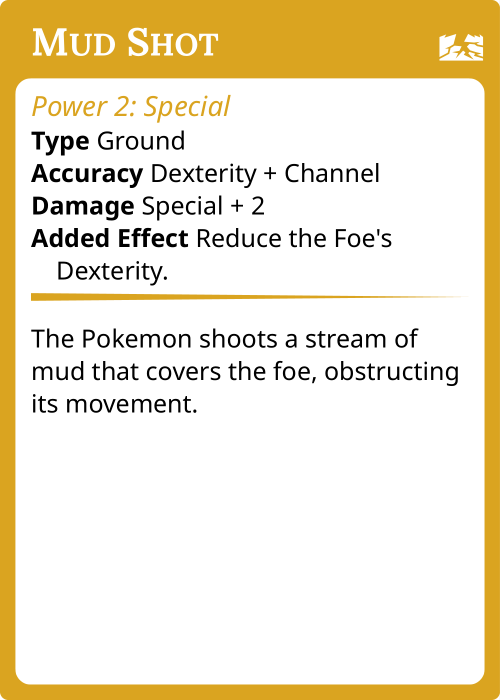 Mud Shot
Power 2: Special
Type Ground
Accuracy Dexterity + Channel
Damage Special + 2
Added Effect Reduce the Foe's
Dexterity.
The Pokemon shoots a stream of
mud that covers the foe, obstructing
its movement.